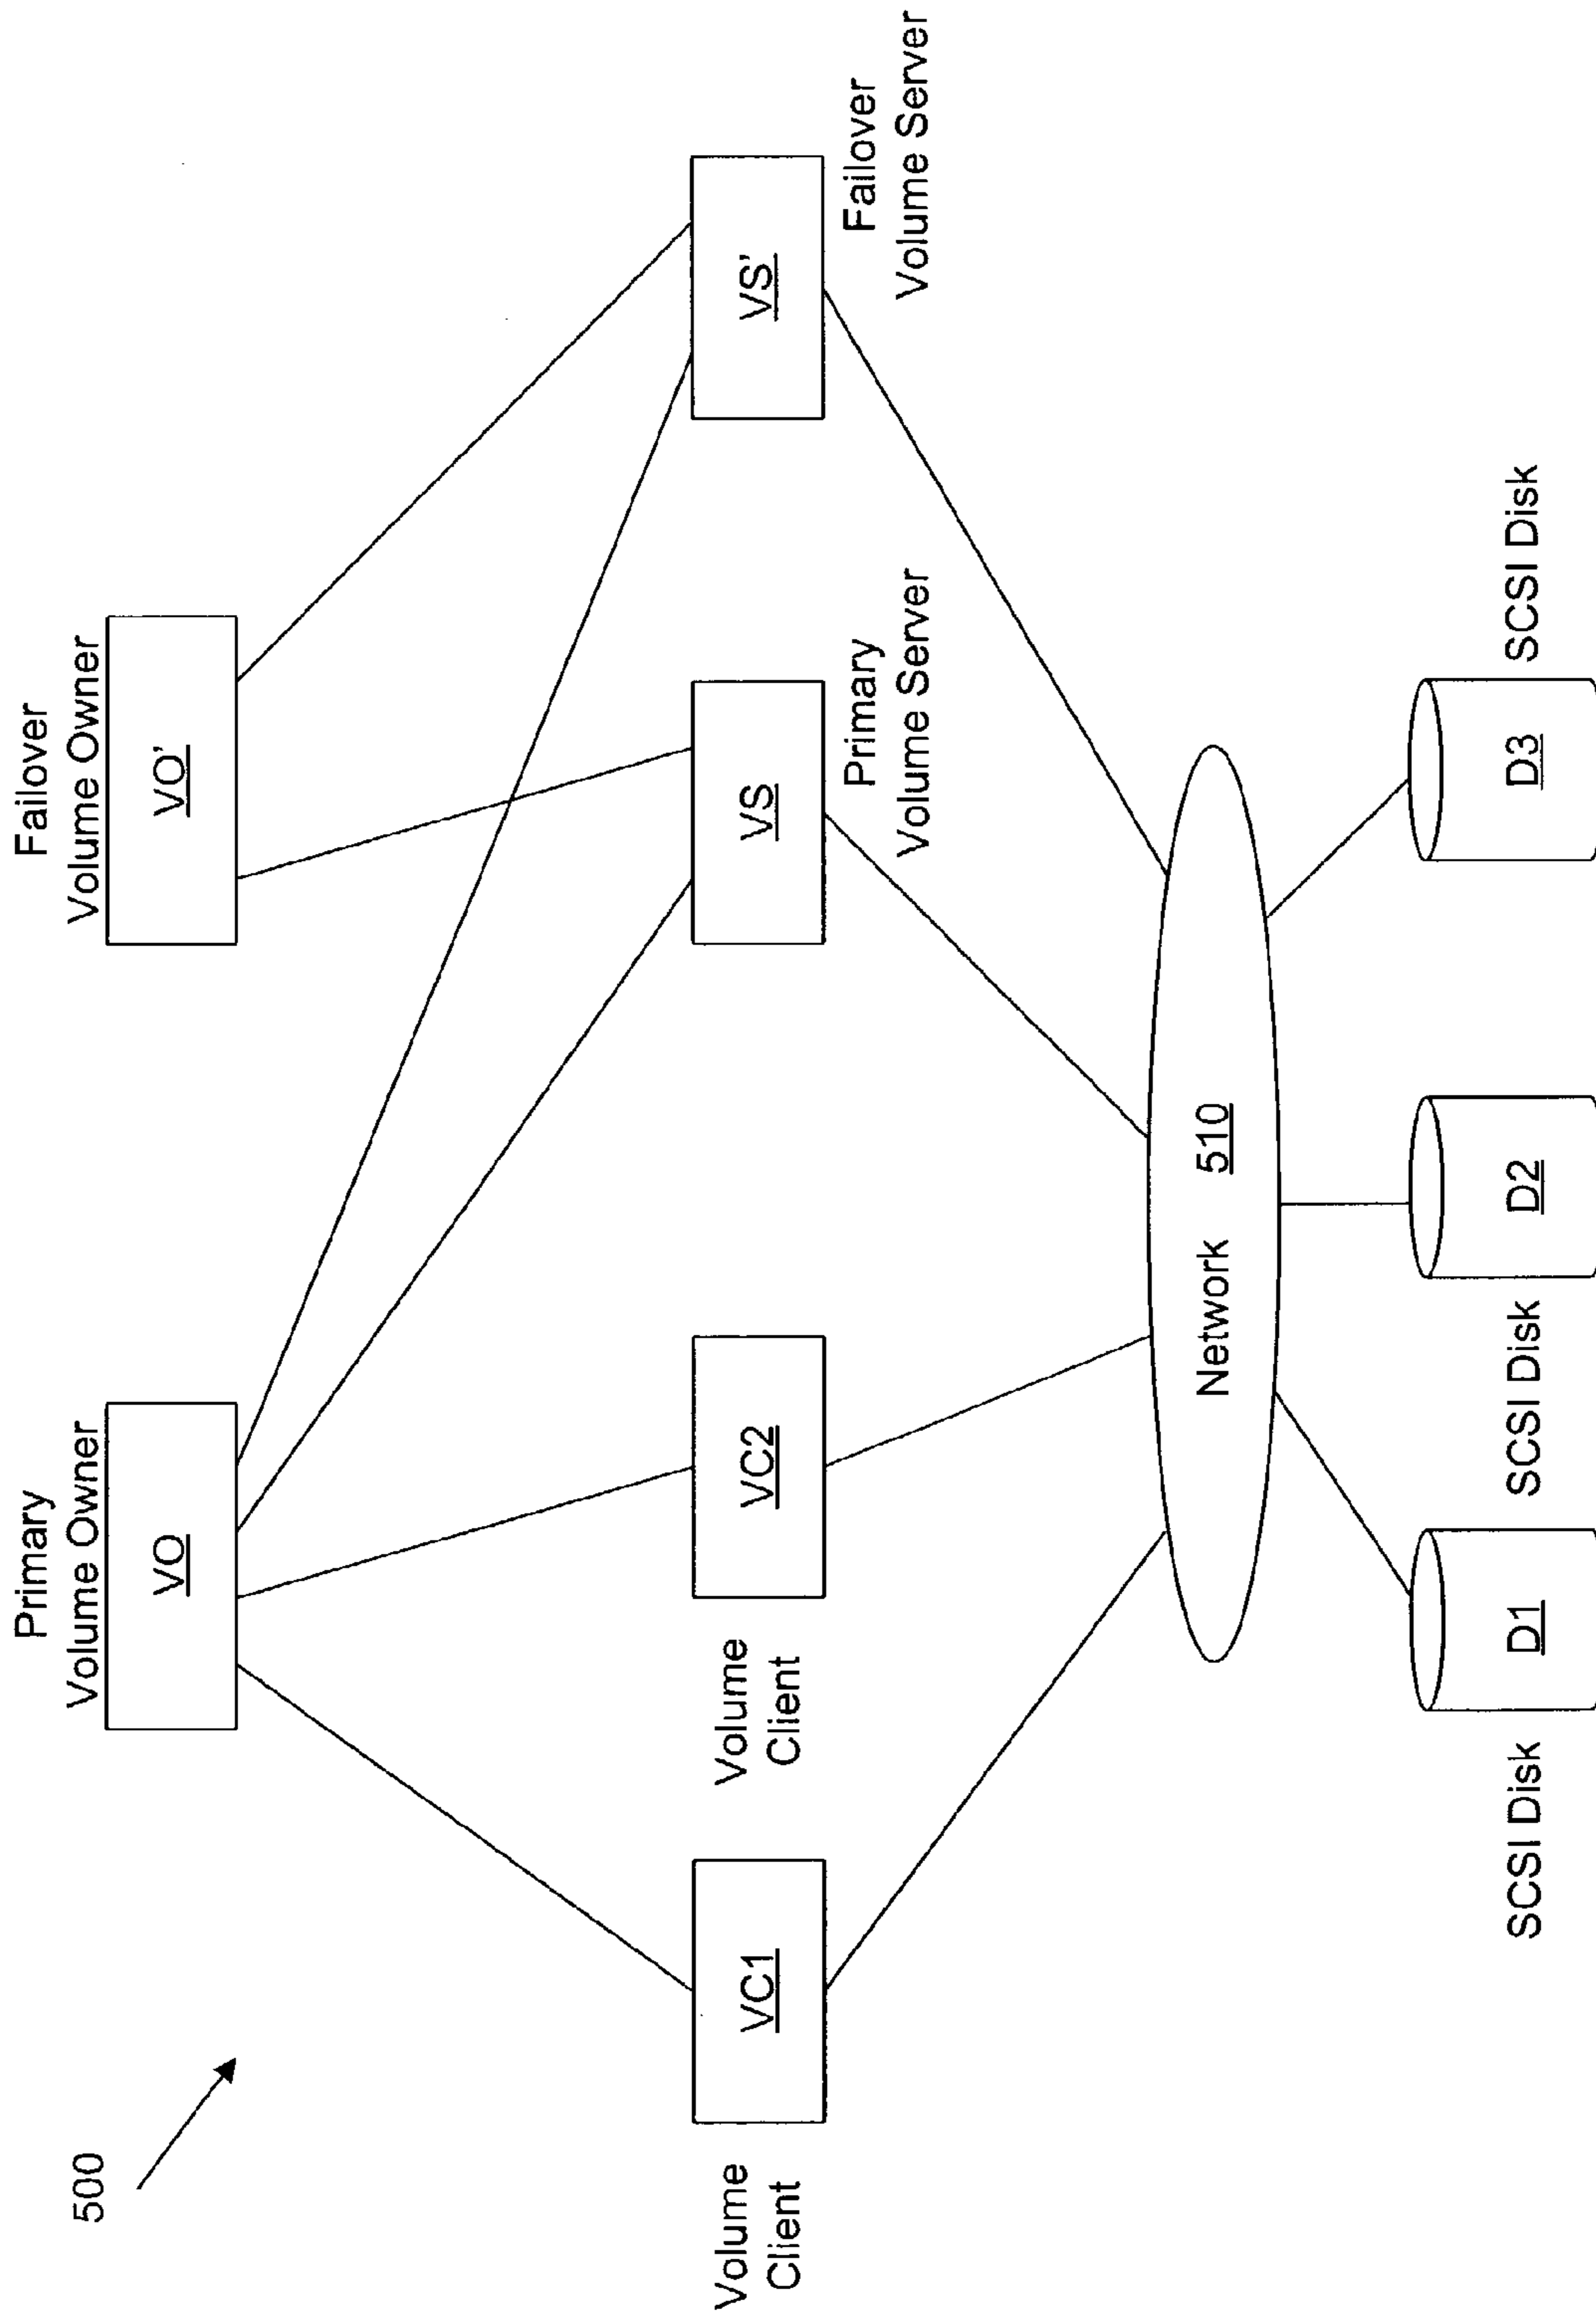 500
Primary
Volume Owner
VO
Failover
Volume Owner
VO'
Volume
Client
VC1
Volume
Client
VC2
VS
Primary
Volume Server
VS'
Failover
Volume Server
Network 510
SCSI Disk
D1
SCSI Disk
D2
D3
SCSI Disk